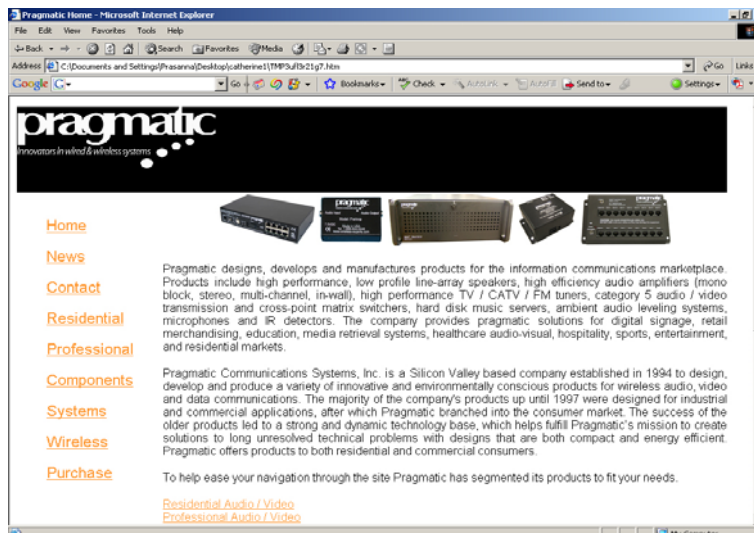 Pragmatic Home - Microsoft Internet Explorer
File Edit View Favorites Tools Help
Back Search Favorites Media
Address C:\Documents and Settings\Prasanna\Desktop\catherine1\TMP3ufl3r21g7.htm Go Links
Google G Go Bookmarks Check AutoLink AutoFill Send to Settings
pragmatic
Innovators in wired & wireless systems
Home
News
Contact
Residential
Professional
Components
Systems
Wireless
Purchase
Pragmatic designs, develops and manufactures products for the information communications marketplace.
Products include high performance, low profile line-array speakers, high efficiency audio amplifiers (mono
block, stereo, multi-channel, in-wall), high performance TV / CATV / FM tuners, category 5 audio / video
transmission and cross-point matrix switchers, hard disk music servers, ambient audio leveling systems,
microphones and IR detectors. The company provides pragmatic solutions for digital signage, retail
merchandising, education, media retrieval systems, healthcare audio-visual, hospitality, sports, entertainment,
and residential markets.
Pragmatic Communications Systems, Inc. is a Silicon Valley based company established in 1994 to design,
develop and produce a variety of innovative and environmentally conscious products for wireless audio, video
and data communications. The majority of the company's products up until 1997 were designed for industrial
and commercial applications, after which Pragmatic branched into the consumer market. The success of the
older products led to a strong and dynamic technology base, which helps fulfill Pragmatic's mission to create
solutions to long unresolved technical problems with designs that are both compact and energy efficient.
Pragmatic offers products to both residential and commercial consumers.
To help ease your navigation through the site Pragmatic has segmented its products to fit your needs.
Residential Audio / Video
Professional Audio / Video